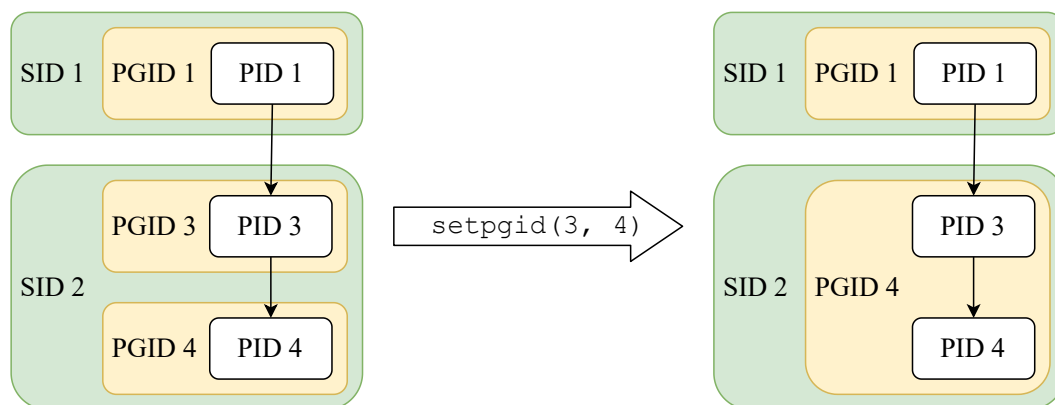 SID 1
PGID 1
PID 1
SID 2
PGID 3
PID 3
PGID 4
PID 4
setpgid(3, 4)
SID 1
PGID 1
PID 1
SID 2
PGID 4
PID 3
PID 4